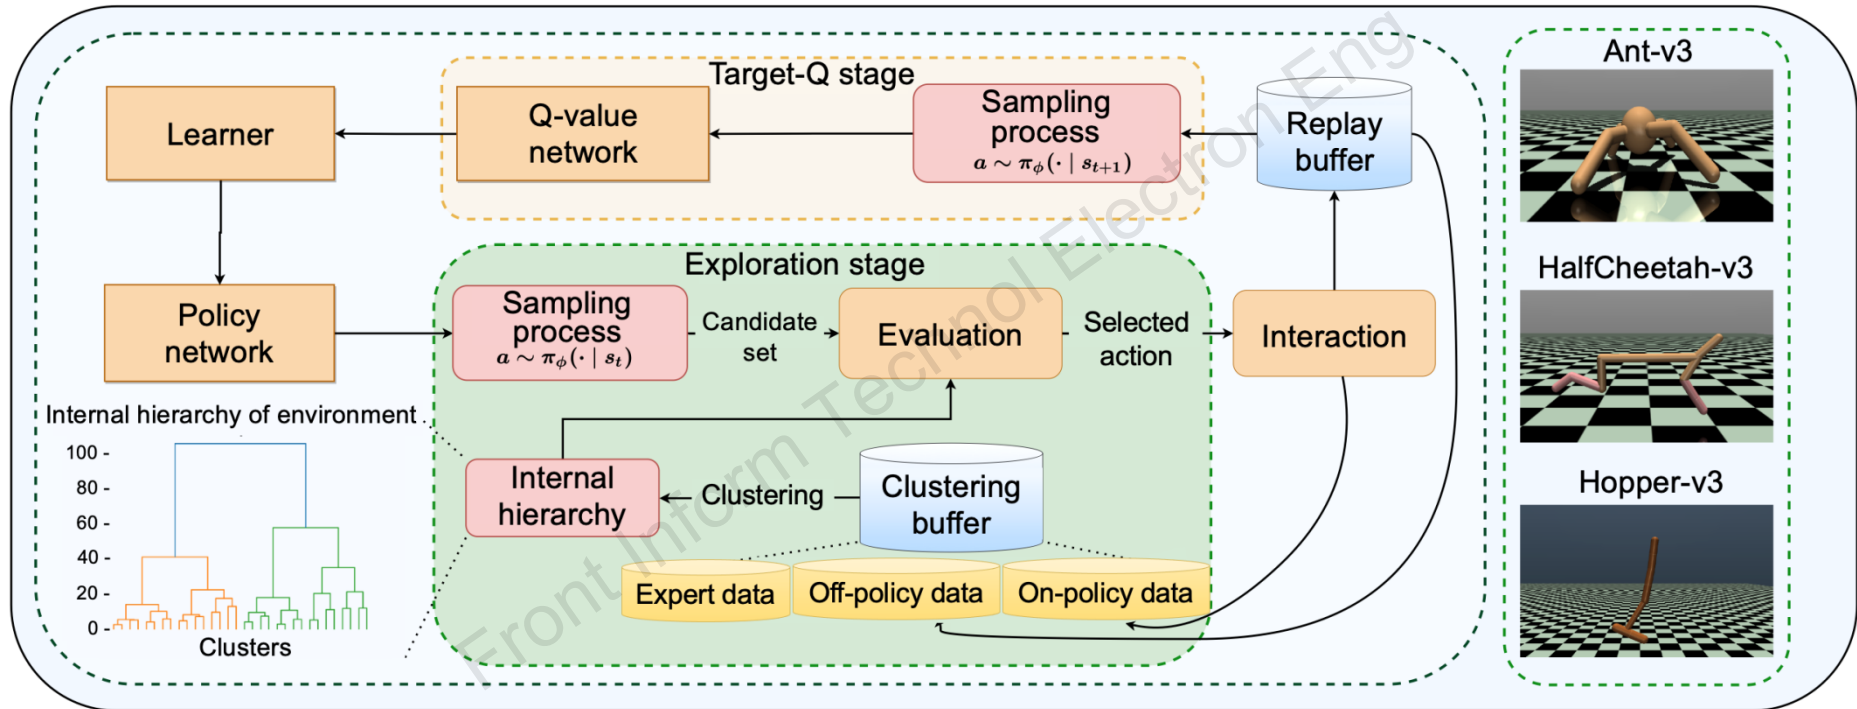 Target-Q stage
Learner
Q-value
network
Sampling
process
a ∼ π_ϕ(· | s_{t+1})
Replay
buffer
Exploration stage
Policy
network
Sampling
process
a ∼ π_ϕ(· | s_t)
Candidate
set
Evaluation
Selected
action
Interaction
Internal hierarchy of environment
100 -
80 -
60 -
40 -
20 -
0 -
Clusters
Internal
hierarchy
Clustering
Clustering
buffer
Expert data
Off-policy data
On-policy data
Ant-v3
HalfCheetah-v3
Hopper-v3
Front Inform Technol Electron Eng